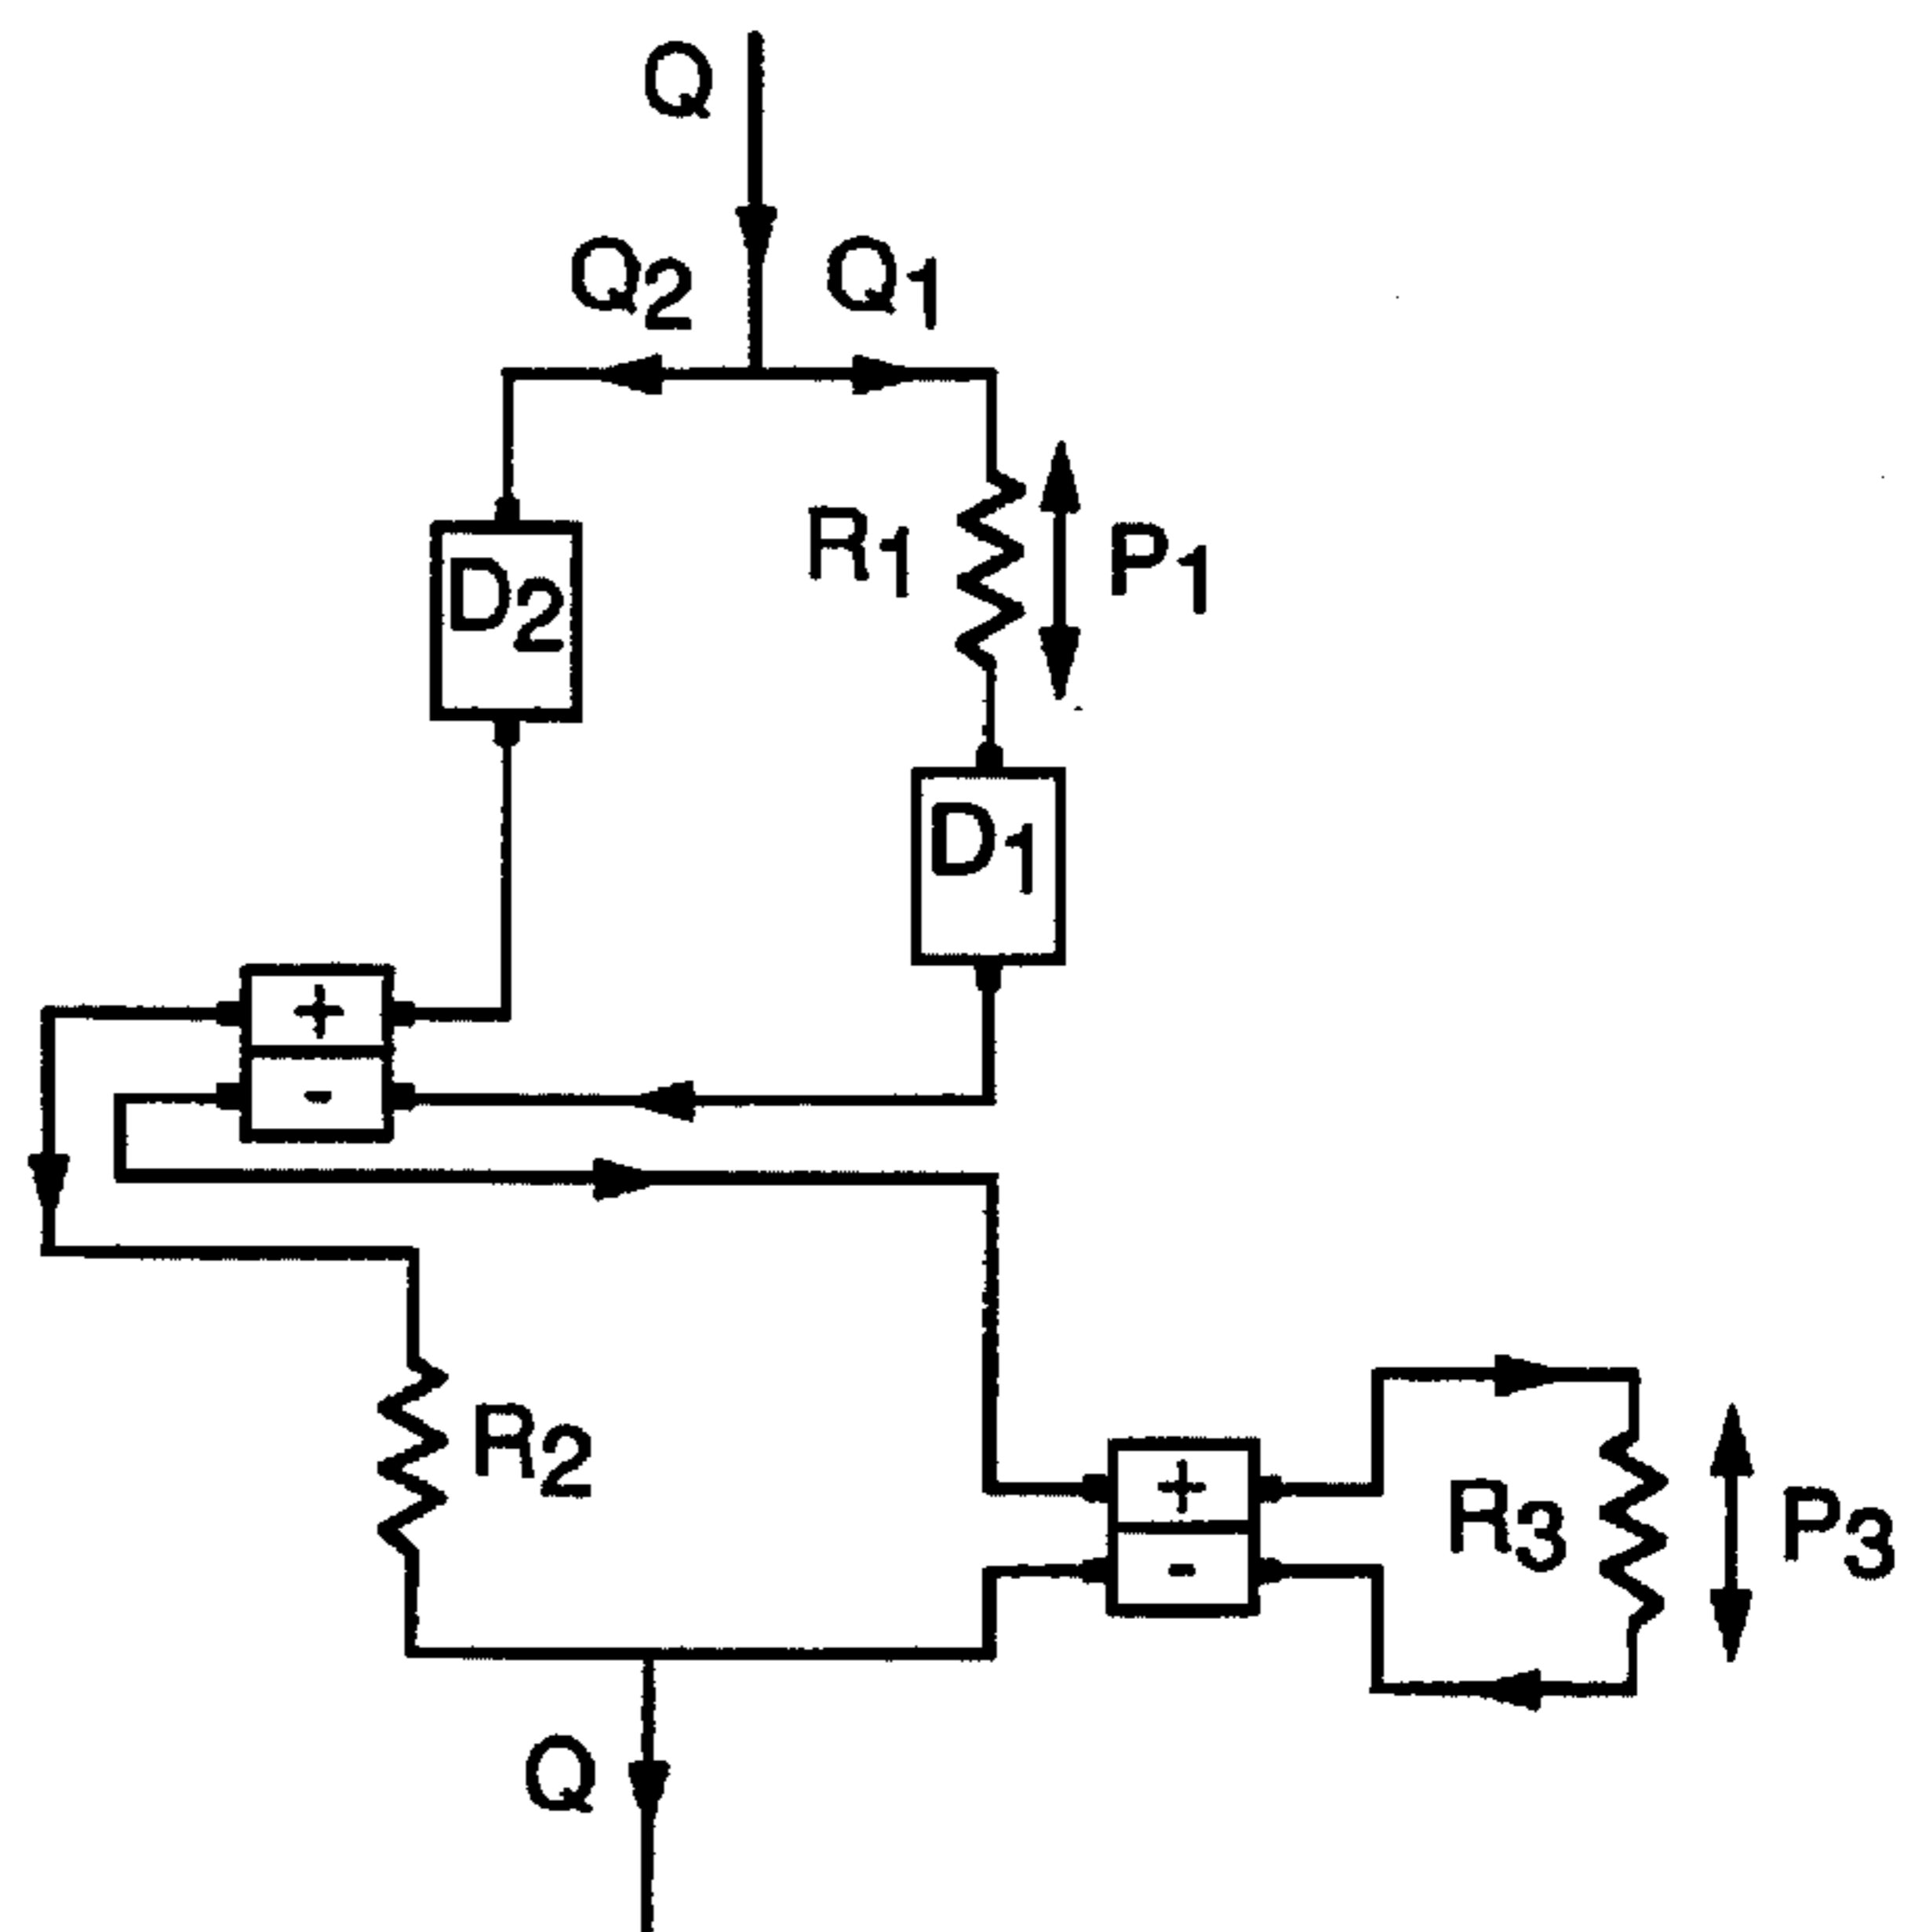 Q
Q2 Q1
R1 P1
D2
D1
+
-
R2
+
R3 P3
-
Q